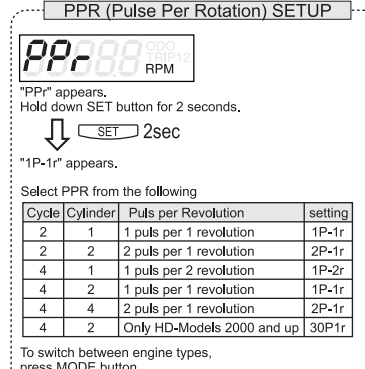 PPR (Pulse Per Rotation) SETUP
PPr
ODO
TRIP12
RPM
"PPr" appears.
Hold down SET button for 2 seconds.
SET 2sec
"1P-1r" appears.
Select PPR from the following
Cycle Cylinder Puls per Revolution setting
2 1 1 puls per 1 revolution 1P-1r
2 2 2 puls per 1 revolution 2P-1r
4 1 1 puls per 2 revolution 1P-2r
4 2 1 puls per 1 revolution 1P-1r
4 4 2 puls per 1 revolution 2P-1r
4 2 Only HD-Models 2000 and up 30P1r
To switch between engine types,
press MODE button